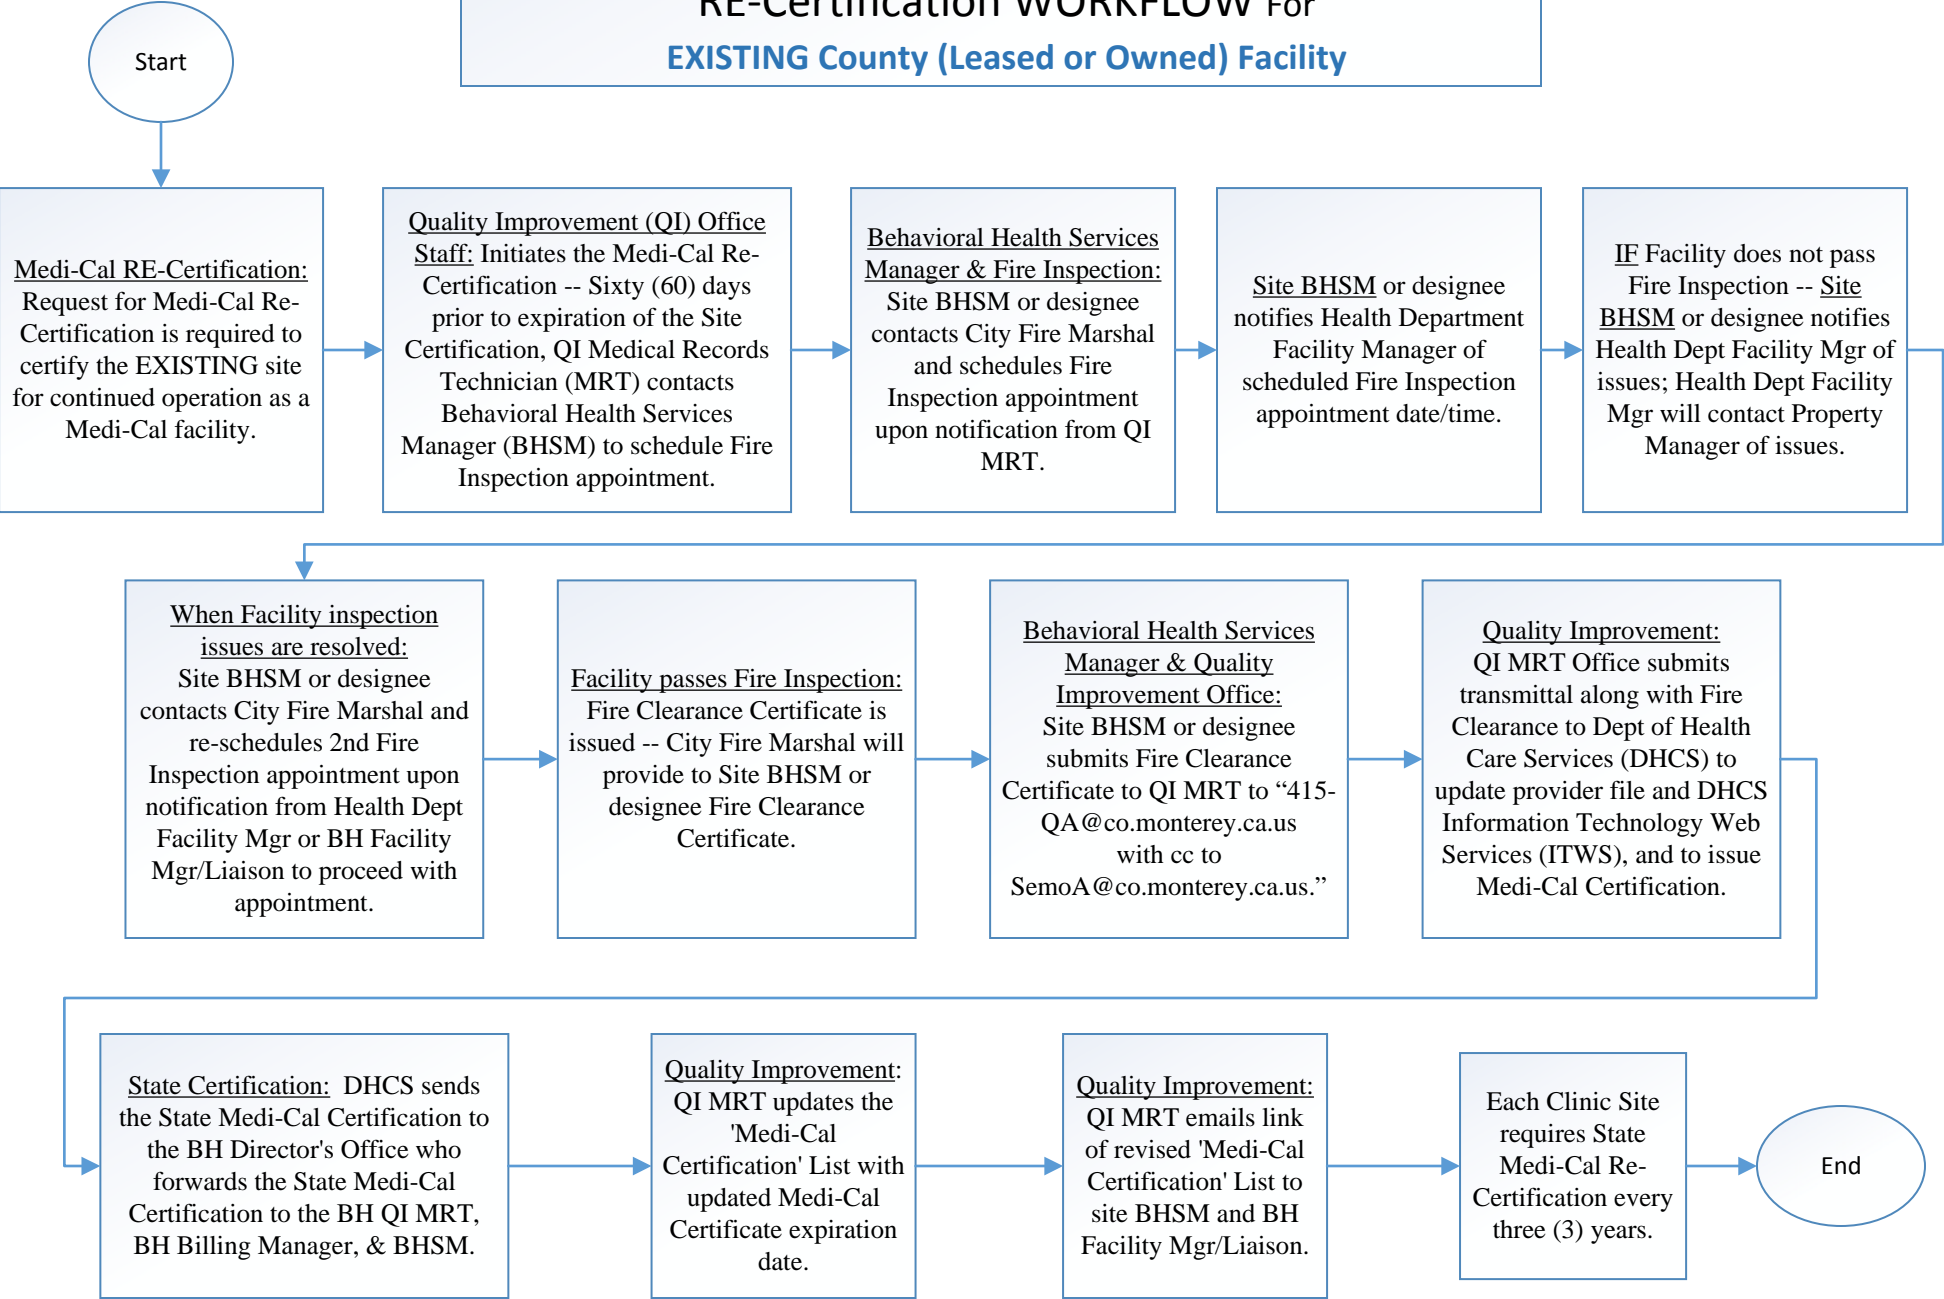 RE-Certification WORKFLOW For
EXISTING County (Leased or Owned) Facility
Start
Medi-Cal RE-Certification:
Request for Medi-Cal Re-
Certification is required to
certify the EXISTING site
for continued operation as a
Medi-Cal facility.
Quality Improvement (QI) Office
Staff: Initiates the Medi-Cal Re-
Certification -- Sixty (60) days
prior to expiration of the Site
Certification, QI Medical Records
Technician (MRT) contacts
Behavioral Health Services
Manager (BHSM) to schedule Fire
Inspection appointment.
Behavioral Health Services
Manager & Fire Inspection:
Site BHSM or designee
contacts City Fire Marshal
and schedules Fire
Inspection appointment
upon notification from QI
MRT.
Site BHSM or designee
notifies Health Department
Facility Manager of
scheduled Fire Inspection
appointment date/time.
IF Facility does not pass
Fire Inspection -- Site
BHSM or designee notifies
Health Dept Facility Mgr of
issues; Health Dept Facility
Mgr will contact Property
Manager of issues.
When Facility inspection
issues are resolved:
Site BHSM or designee
contacts City Fire Marshal and
re-schedules 2nd Fire
Inspection appointment upon
notification from Health Dept
Facility Mgr or BH Facility
Mgr/Liaison to proceed with
appointment.
Facility passes Fire Inspection:
Fire Clearance Certificate is
issued -- City Fire Marshal will
provide to Site BHSM or
designee Fire Clearance
Certificate.
Behavioral Health Services
Manager & Quality
Improvement Office:
Site BHSM or designee
submits Fire Clearance
Certificate to QI MRT to “415-
QA@co.monterey.ca.us
with cc to
SemoA@co.monterey.ca.us.”
Quality Improvement:
QI MRT Office submits
transmittal along with Fire
Clearance to Dept of Health
Care Services (DHCS) to
update provider file and DHCS
Information Technology Web
Services (ITWS), and to issue
Medi-Cal Certification.
State Certification: DHCS sends
the State Medi-Cal Certification to
the BH Director's Office who
forwards the State Medi-Cal
Certification to the BH QI MRT,
BH Billing Manager, & BHSM.
Quality Improvement:
QI MRT updates the
'Medi-Cal
Certification' List with
updated Medi-Cal
Certificate expiration
date.
Quality Improvement:
QI MRT emails link
of revised 'Medi-Cal
Certification' List to
site BHSM and BH
Facility Mgr/Liaison.
Each Clinic Site
requires State
Medi-Cal Re-
Certification every
three (3) years.
End